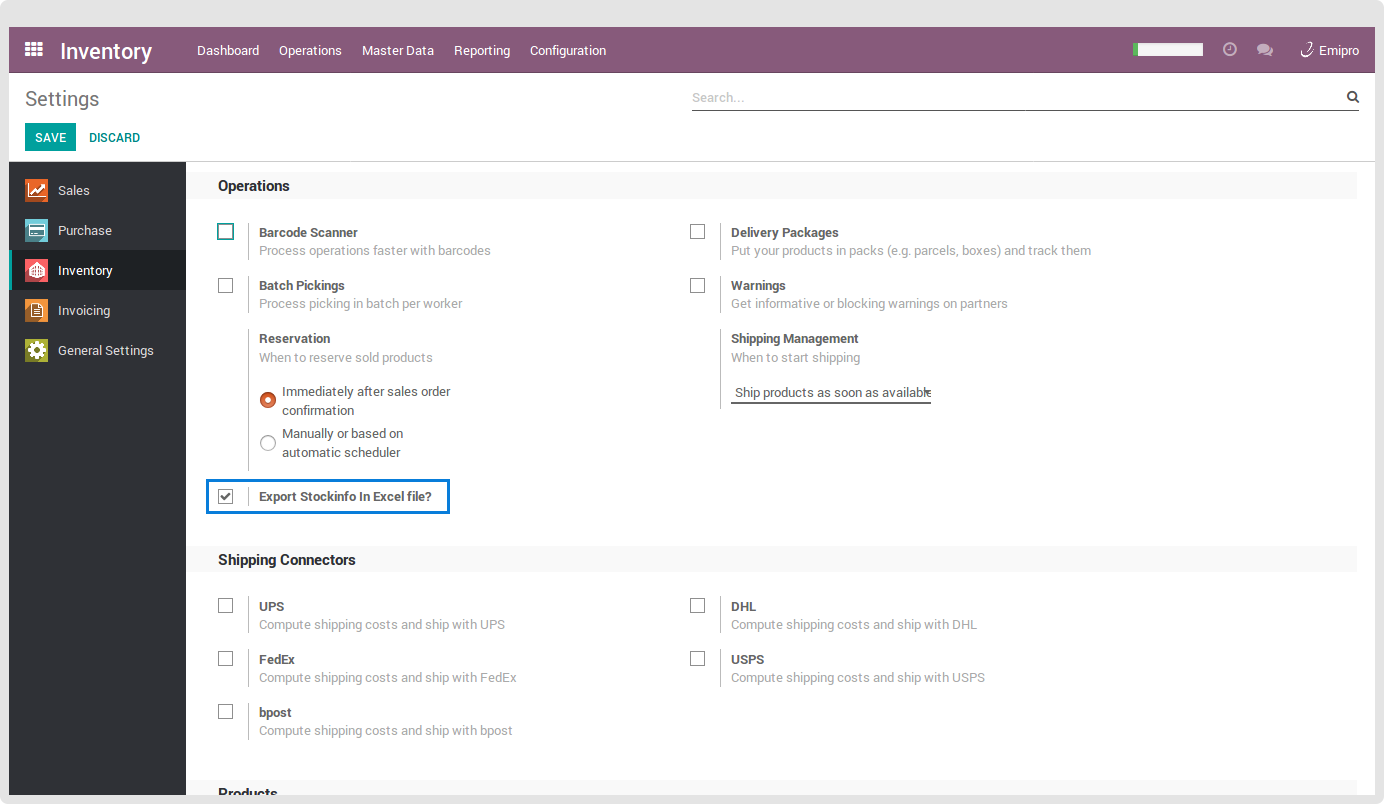 Inventory
Dashboard
Operations
Master Data
Reporting
Configuration
Emipro
Settings
Search...
SAVE
DISCARD
Sales
Purchase
Inventory
Invoicing
General Settings
Operations
Barcode Scanner
Process operations faster with barcodes
Delivery Packages
Put your products in packs (e.g. parcels, boxes) and track them
Batch Pickings
Process picking in batch per worker
Warnings
Get informative or blocking warnings on partners
Reservation
When to reserve sold products
Immediately after sales order
confirmation
Manually or based on
automatic scheduler
Shipping Management
When to start shipping
Ship products as soon as available
Export Stockinfo In Excel file?
Shipping Connectors
UPS
Compute shipping costs and ship with UPS
DHL
Compute shipping costs and ship with DHL
FedEx
Compute shipping costs and ship with FedEx
USPS
Compute shipping costs and ship with USPS
bpost
Compute shipping costs and ship with bpost
Products